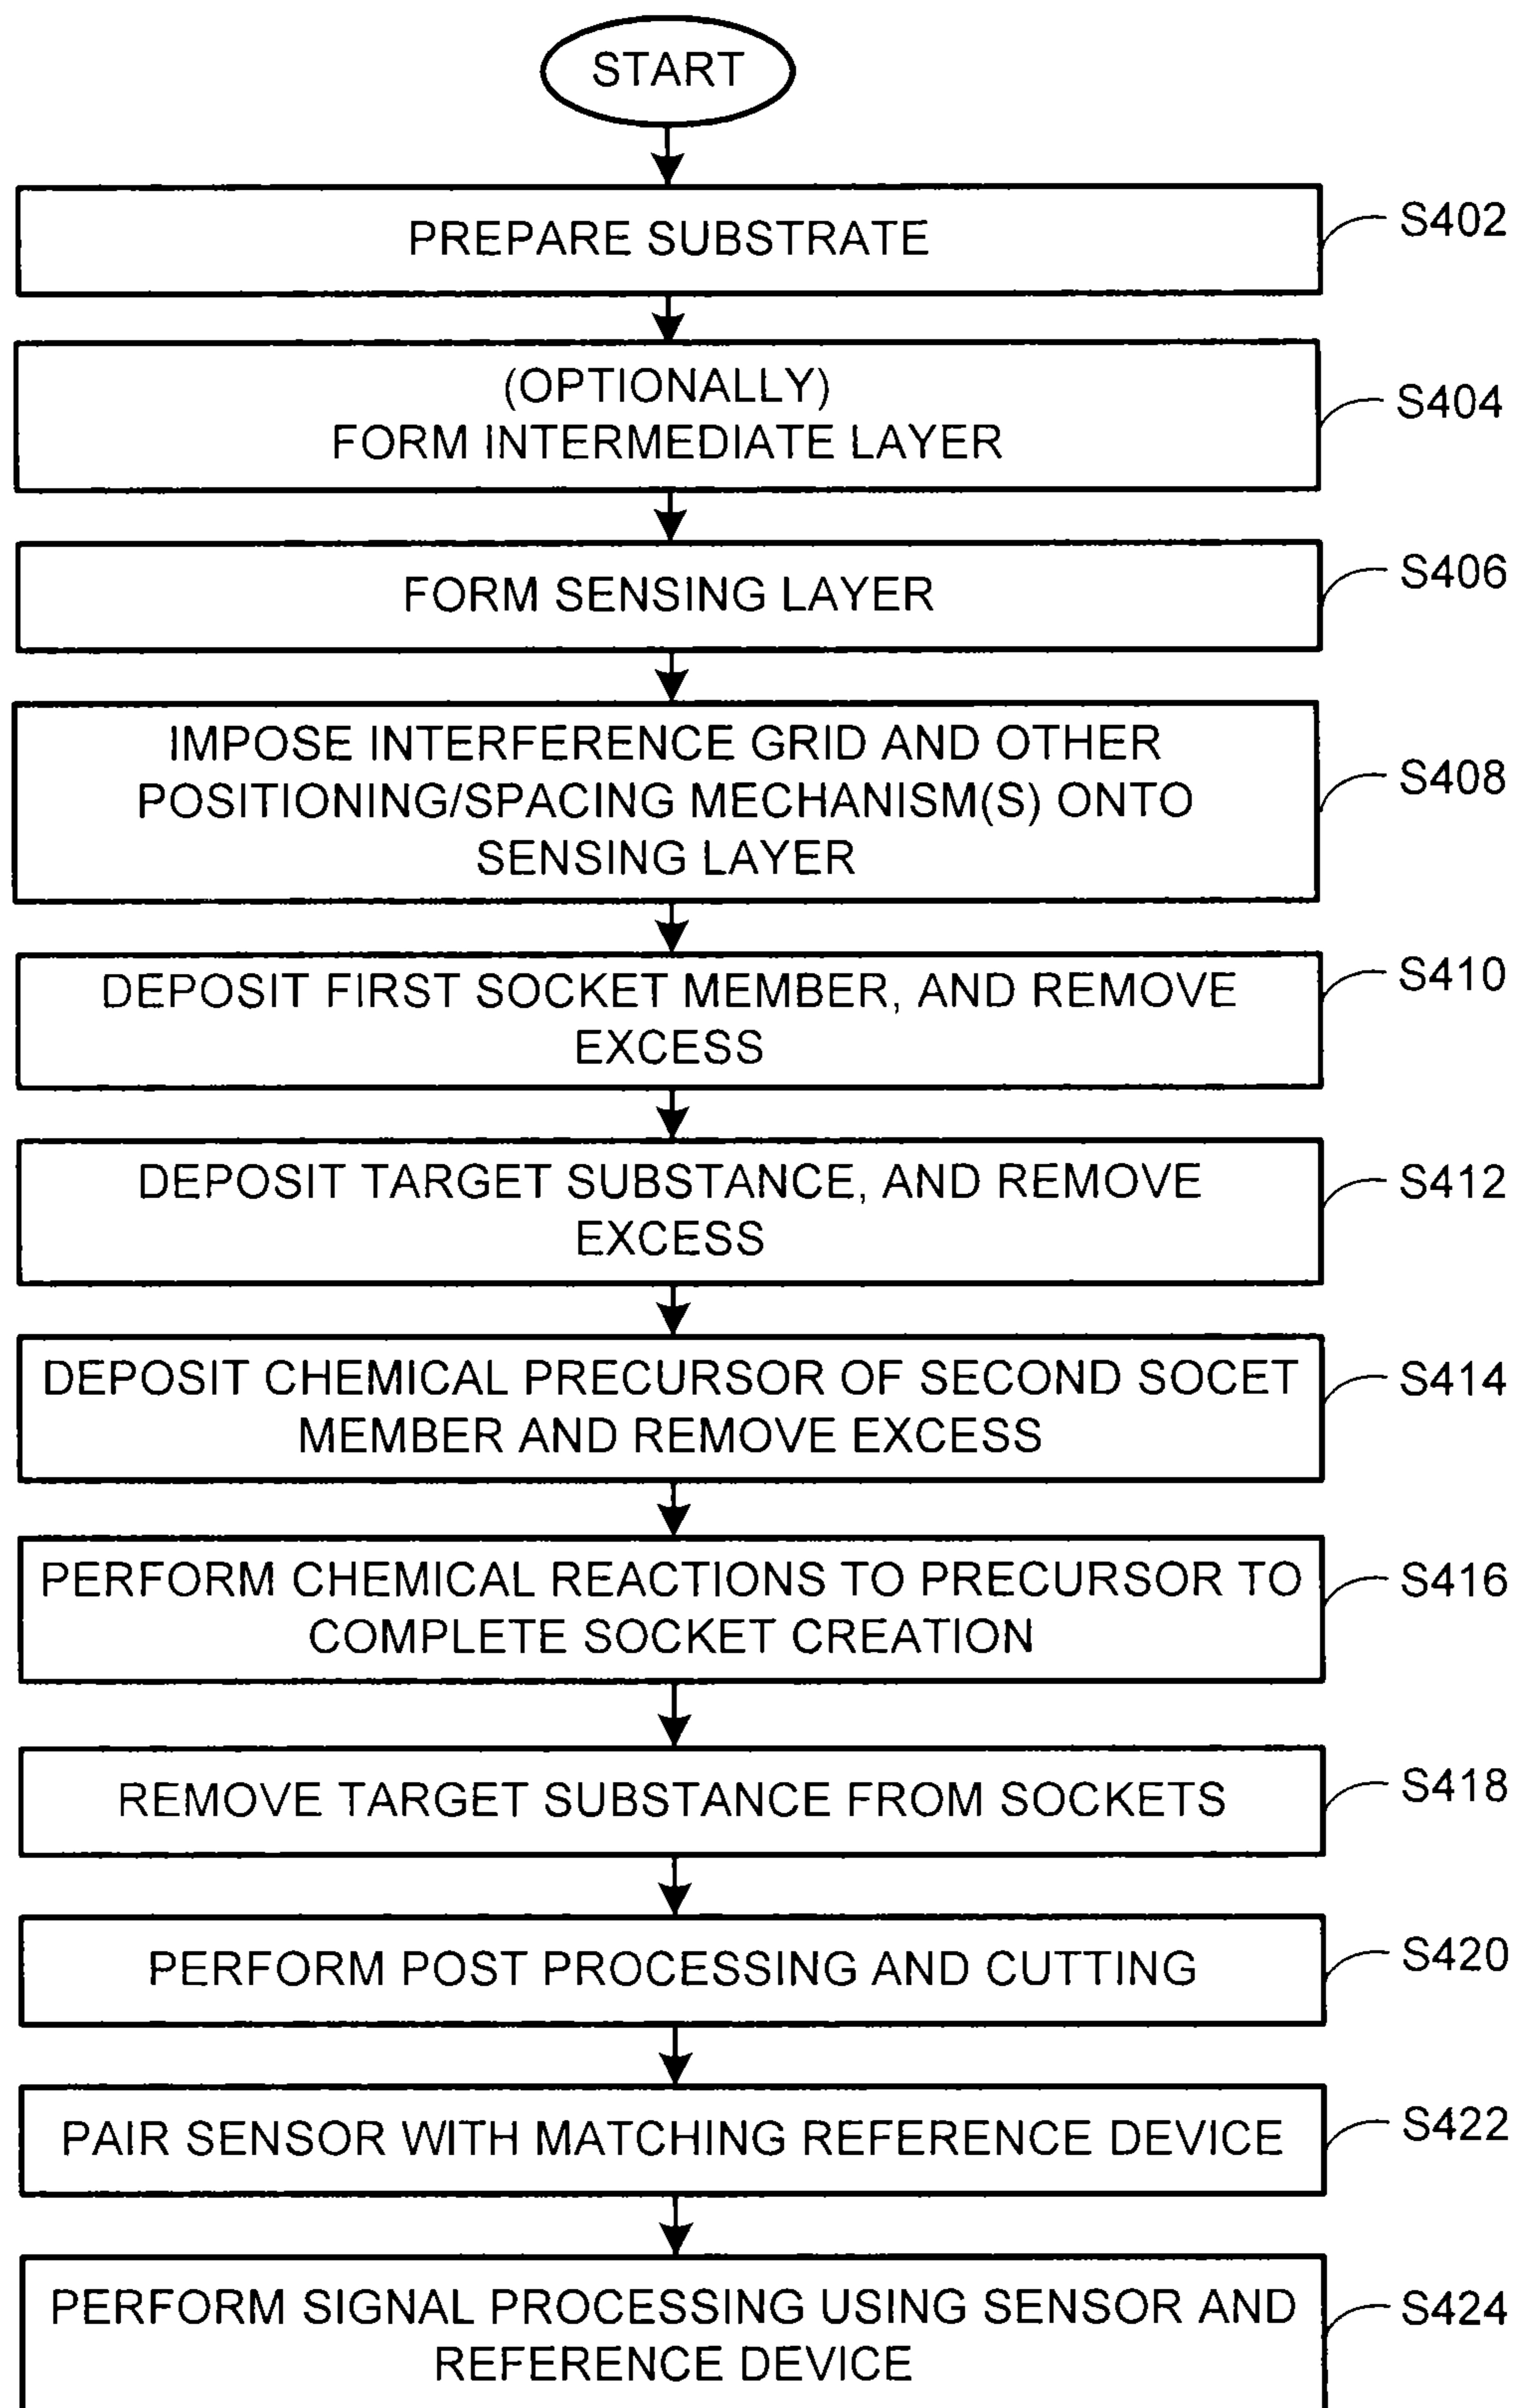 START
PREPARE SUBSTRATE
S402
(OPTIONALLY)
FORM INTERMEDIATE LAYER
S404
FORM SENSING LAYER
S406
IMPOSE INTERFERENCE GRID AND OTHER
POSITIONING/SPACING MECHANISM(S) ONTO
SENSING LAYER
S408
DEPOSIT FIRST SOCKET MEMBER, AND REMOVE
EXCESS
S410
DEPOSIT TARGET SUBSTANCE, AND REMOVE
EXCESS
S412
DEPOSIT CHEMICAL PRECURSOR OF SECOND SOCET
MEMBER AND REMOVE EXCESS
S414
PERFORM CHEMICAL REACTIONS TO PRECURSOR TO
COMPLETE SOCKET CREATION
S416
REMOVE TARGET SUBSTANCE FROM SOCKETS
S418
PERFORM POST PROCESSING AND CUTTING
S420
PAIR SENSOR WITH MATCHING REFERENCE DEVICE
S422
PERFORM SIGNAL PROCESSING USING SENSOR AND
REFERENCE DEVICE
S424